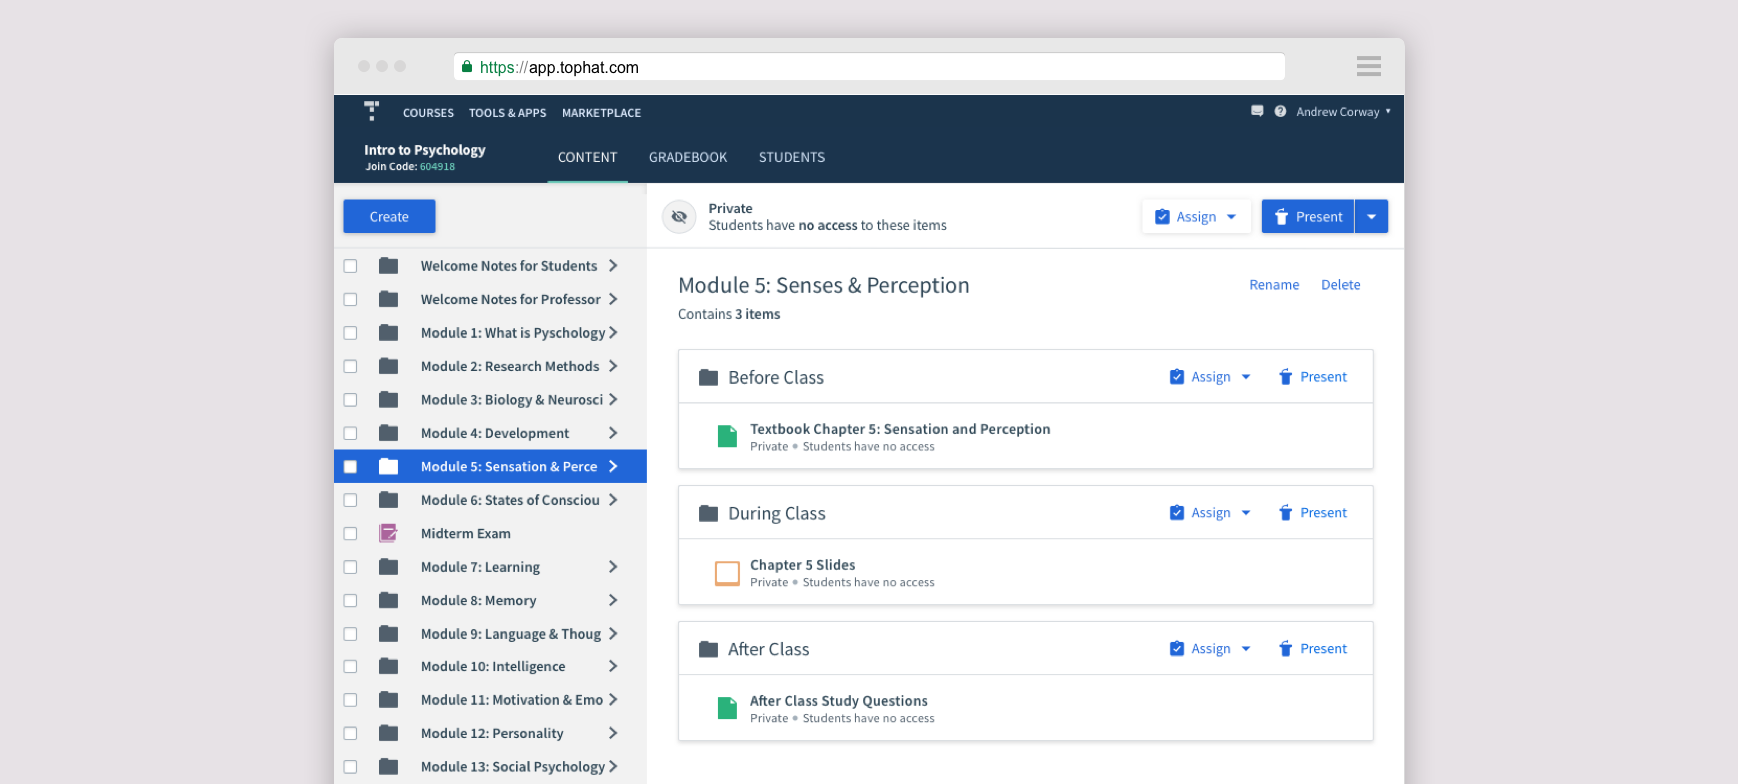 https://app.tophat.com
COURSES TOOLS & APPS MARKETPLACE
Andrew Corway
Intro to Psychology
Join Code: 604918
CONTENT GRADEBOOK STUDENTS
Create
Private
Students have no access to these items
Assign
Present
Welcome Notes for Students
Welcome Notes for Professor
Module 1: What is Pyschology
Module 2: Research Methods
Module 3: Biology & Neurosci
Module 4: Development
Module 5: Sensation & Perce
Module 6: States of Consciou
Midterm Exam
Module 7: Learning
Module 8: Memory
Module 9: Language & Thoug
Module 10: Intelligence
Module 11: Motivation & Emo
Module 12: Personality
Module 13: Social Psychology
Module 5: Senses & Perception
Rename Delete
Contains 3 items
Before Class
Assign Present
Textbook Chapter 5: Sensation and Perception
Private • Students have no access
During Class
Assign Present
Chapter 5 Slides
Private • Students have no access
After Class
Assign Present
After Class Study Questions
Private • Students have no access